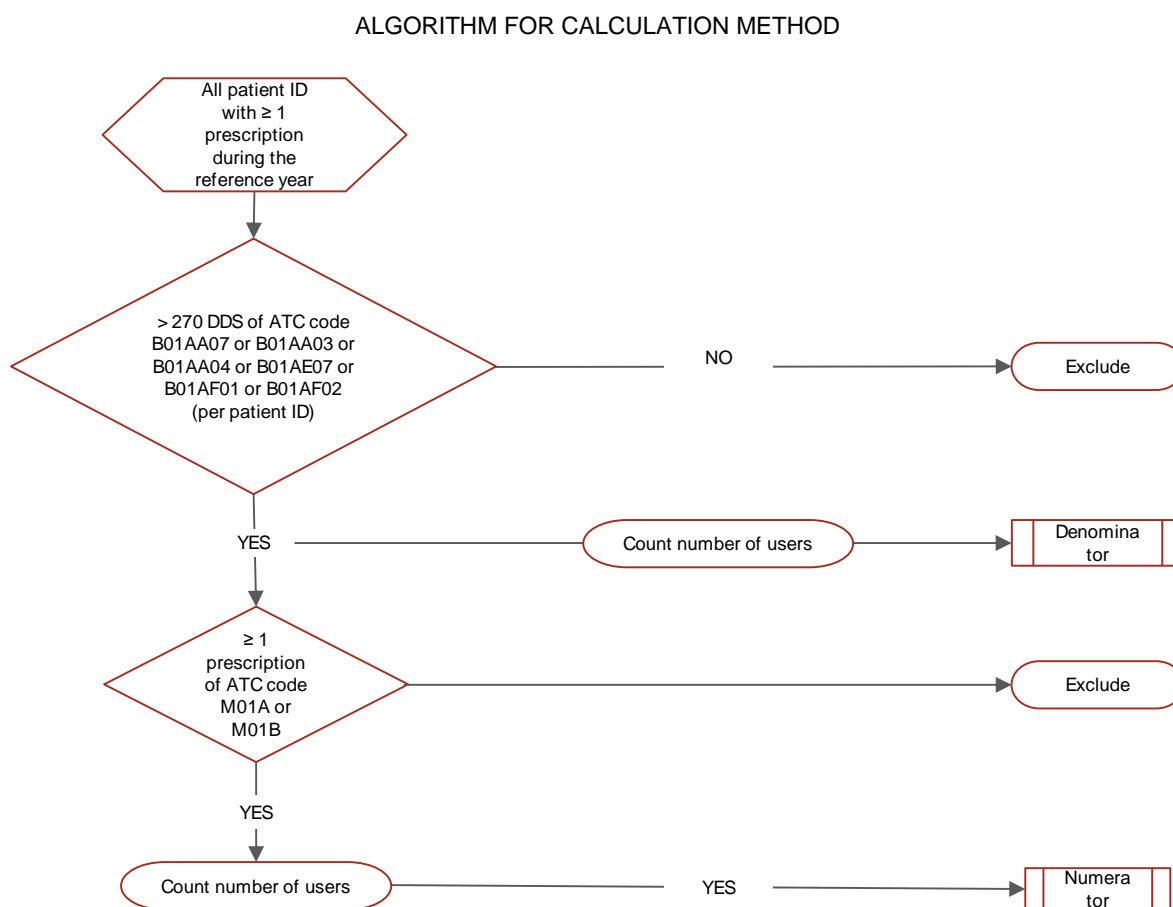 ALGORITHM FOR CALCULATION METHOD
All patient ID
with ≥ 1
prescription
during the
reference year
> 270 DDS of ATC code
B01AA07 or B01AA03 or
B01AA04 or B01AE07 or
B01AF01 or B01AF02
(per patient ID)
NO
Exclude
YES
Count number of users
Denomina
tor
≥ 1
prescription
of ATC code
M01A or
M01B
Exclude
YES
Count number of users
YES
Numera
tor